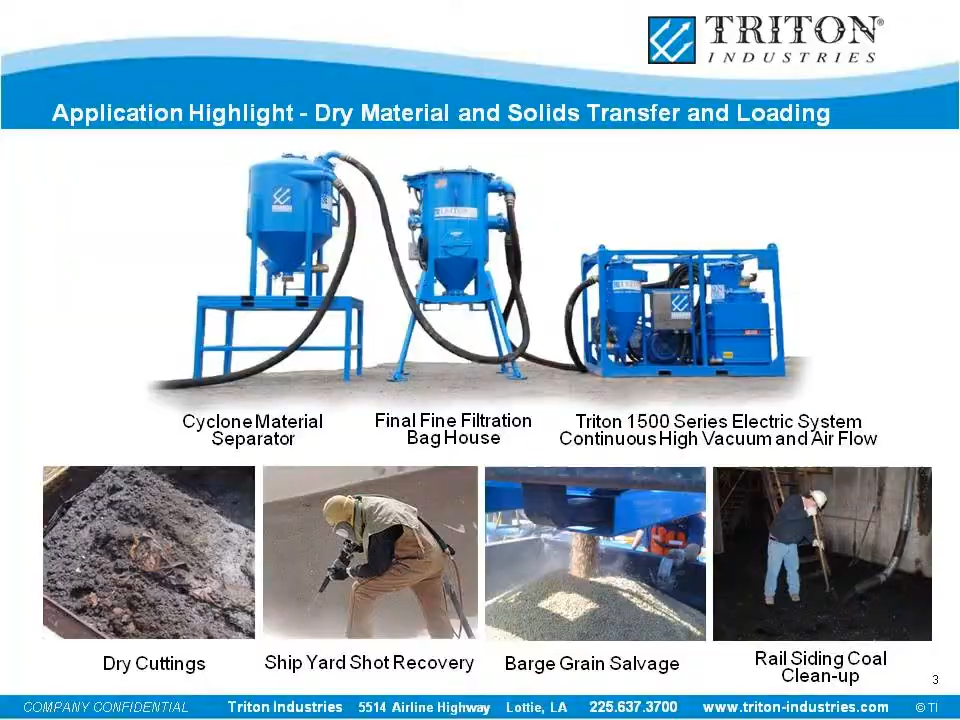 TRITON®
INDUSTRIES
Application Highlight - Dry Material and Solids Transfer and Loading
Cyclone Material
Separator
Final Fine Filtration
Bag House
Triton 1500 Series Electric System
Continuous High Vacuum and Air Flow
Dry Cuttings
Ship Yard Shot Recovery
Barge Grain Salvage
Rail Siding Coal
Clean-up
3
COMPANY CONFIDENTIAL Triton Industries 5514 Airline Highway Lottie, LA 225.637.3700 www.triton-industries.com © TI